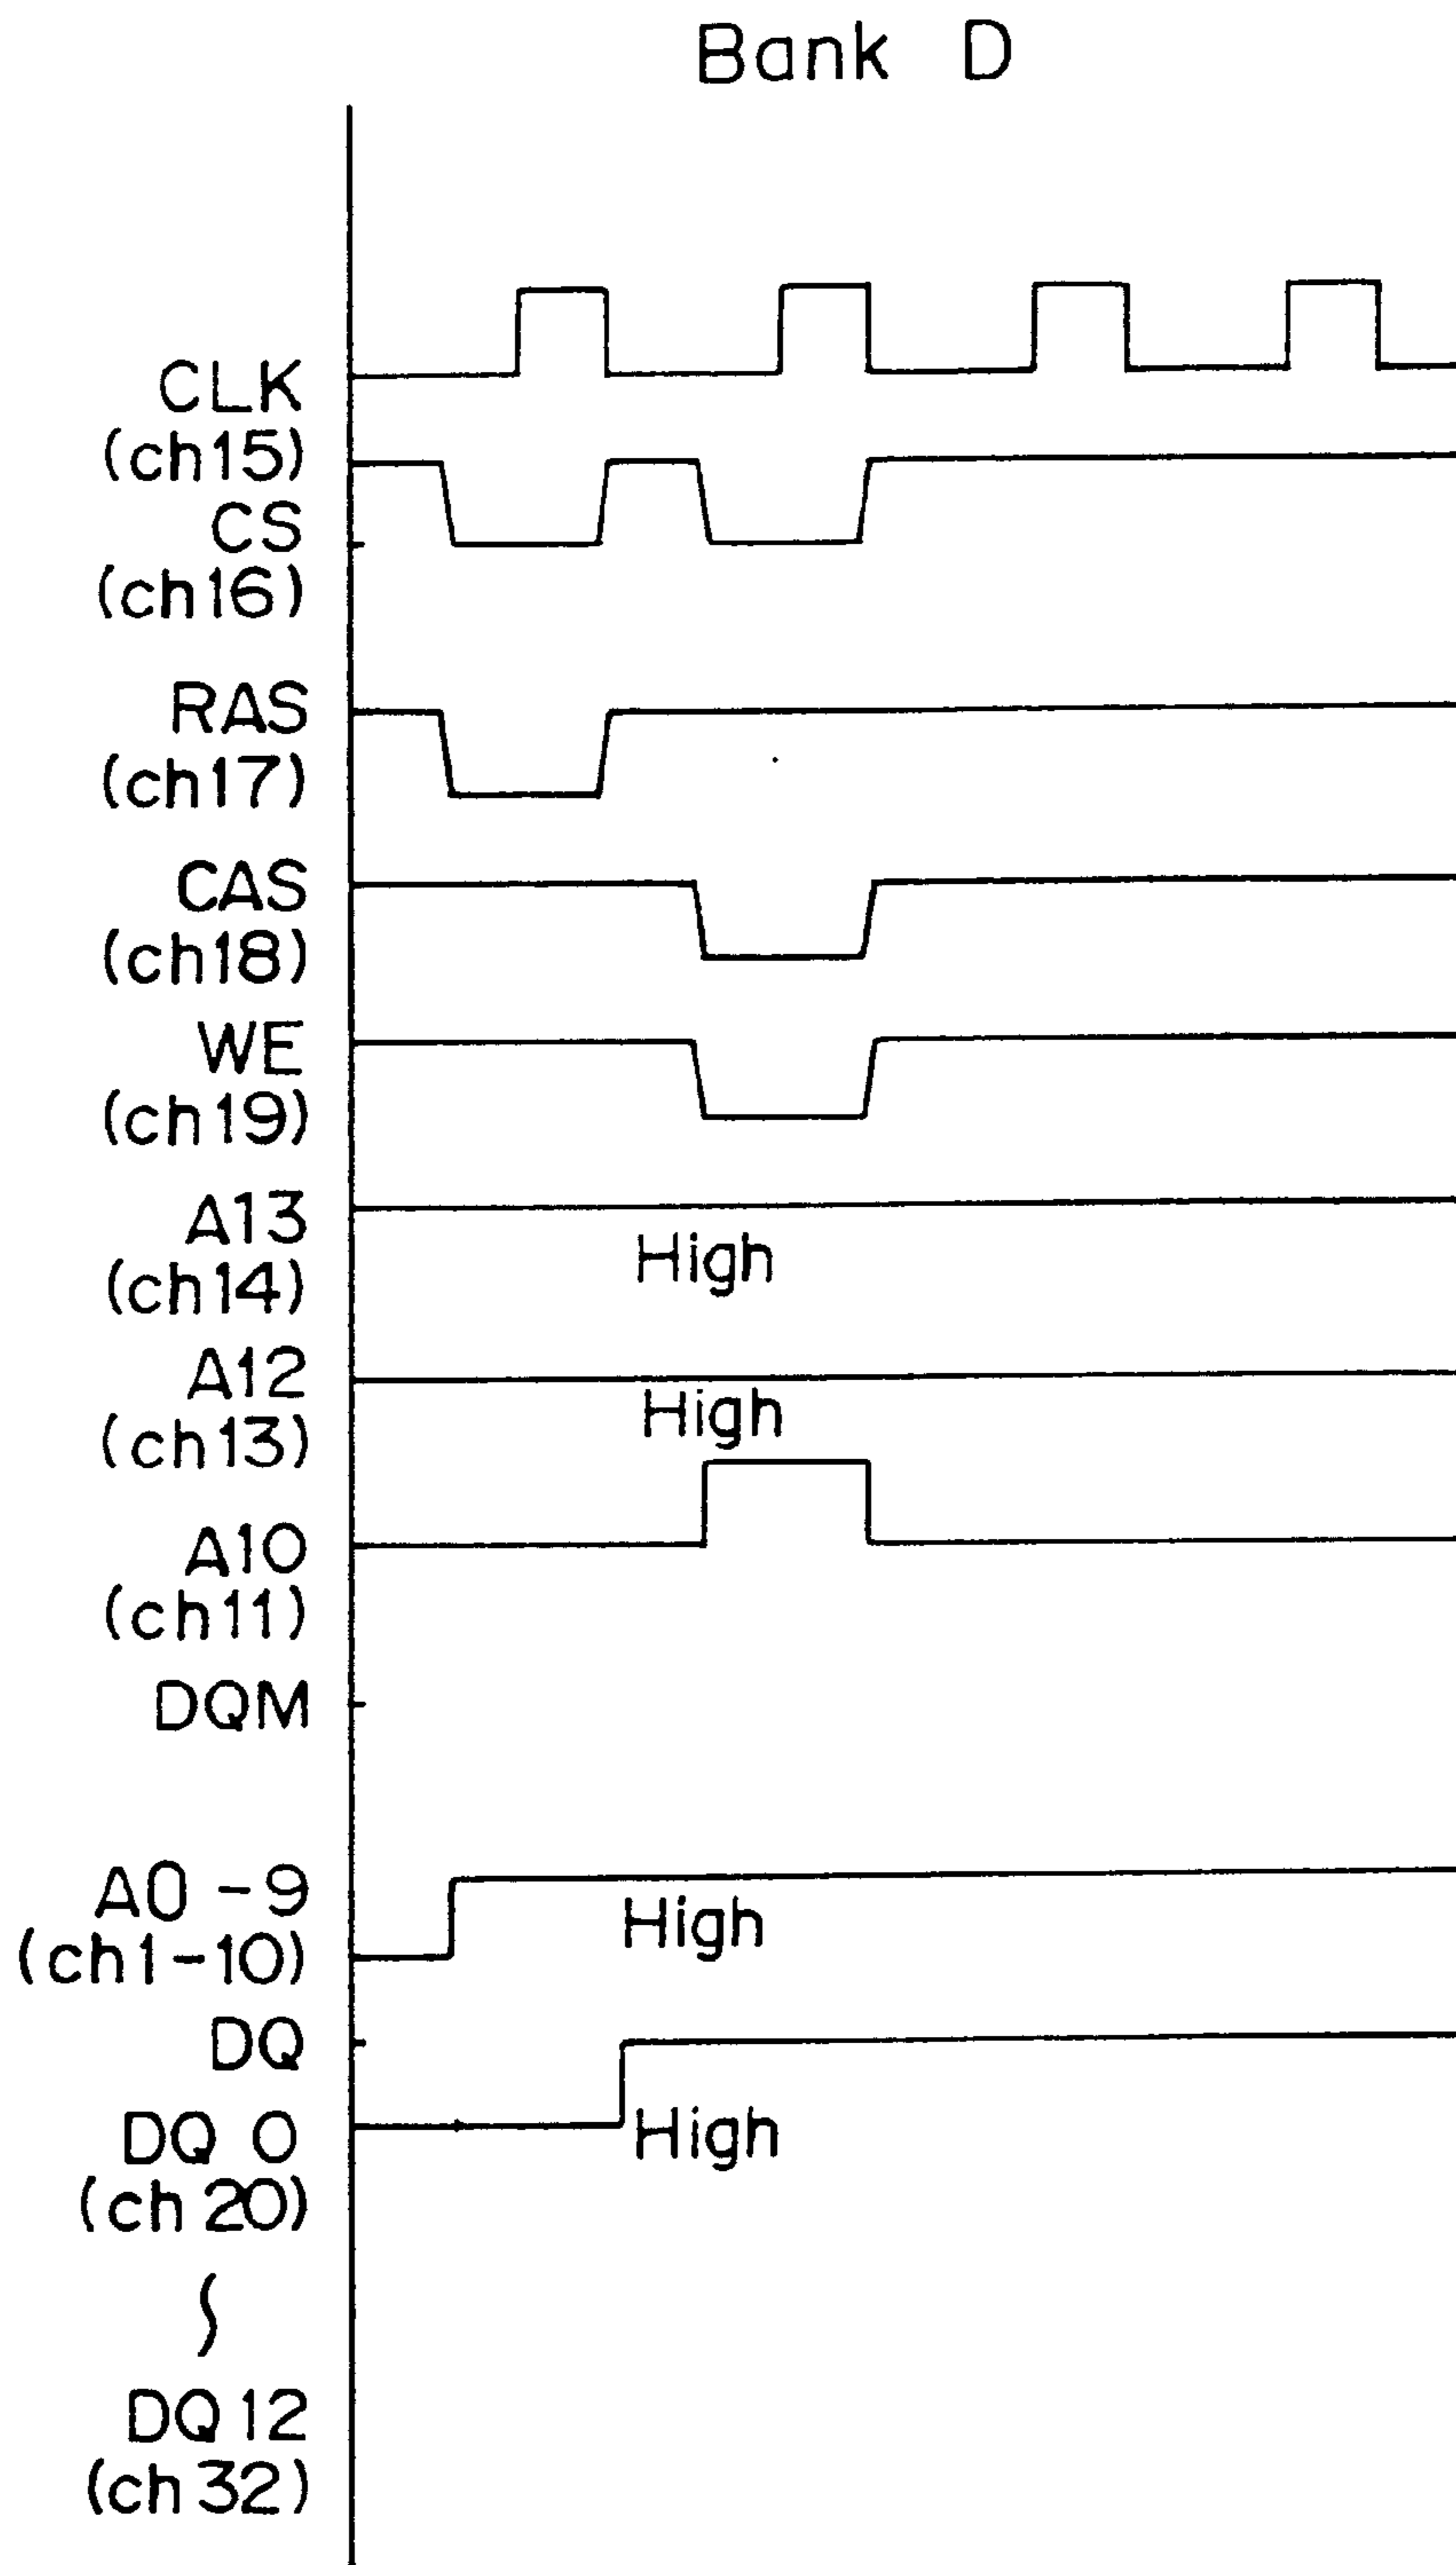 Bank D
CLK
(ch15)
CS
(ch16)
RAS
(ch17)
CAS
(ch18)
WE
(ch19)
A13
(ch14)
High
A12
(ch13)
High
A10
(ch11)
DQM
A0-9
(ch1-10)
High
DQ
DQ 0
(ch 20)
High
DQ 12
(ch 32)